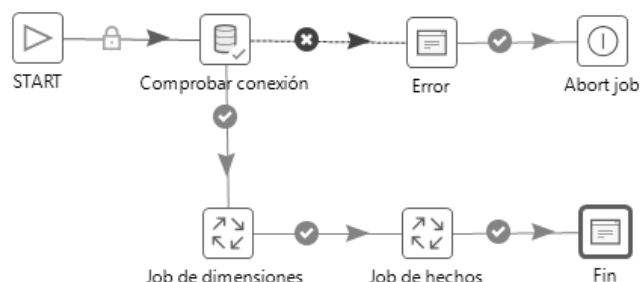 START
Comprobar conexión
Error
Abort job
Job de dimensiones
Job de hechos
Fin